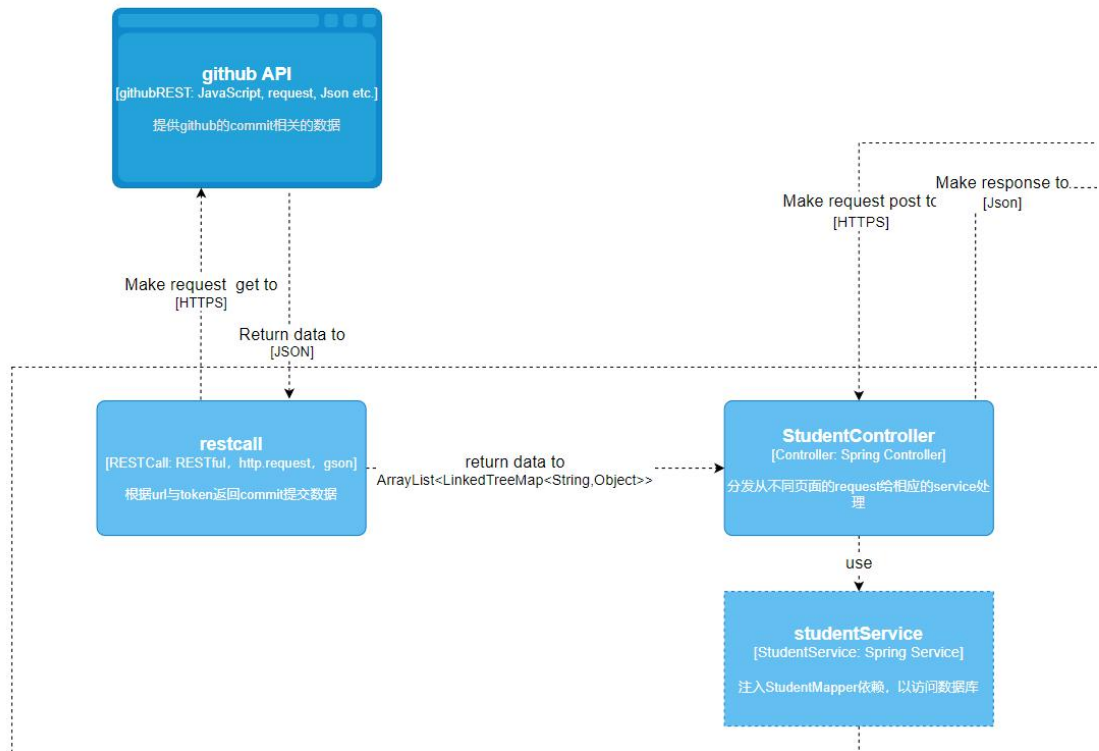 github API
[githubREST: JavaScript, request, Json etc.]
提供github的commit相关的数据
Make request post to
[HTTPS]
Make response to
[Json]
Make request get to
[HTTPS]
Return data to
[JSON]
restcall
[RESTCall: RESTful，http.request，gson]
根据url与token返回commit提交数据
return data to
ArrayList<LinkedTreeMap<String,Object>>
StudentController
[Controller: Spring Controller]
分发从不同页面的request给相应的service处
理
use
studentService
[StudentService: Spring Service]
注入StudentMapper依赖，以访问数据库